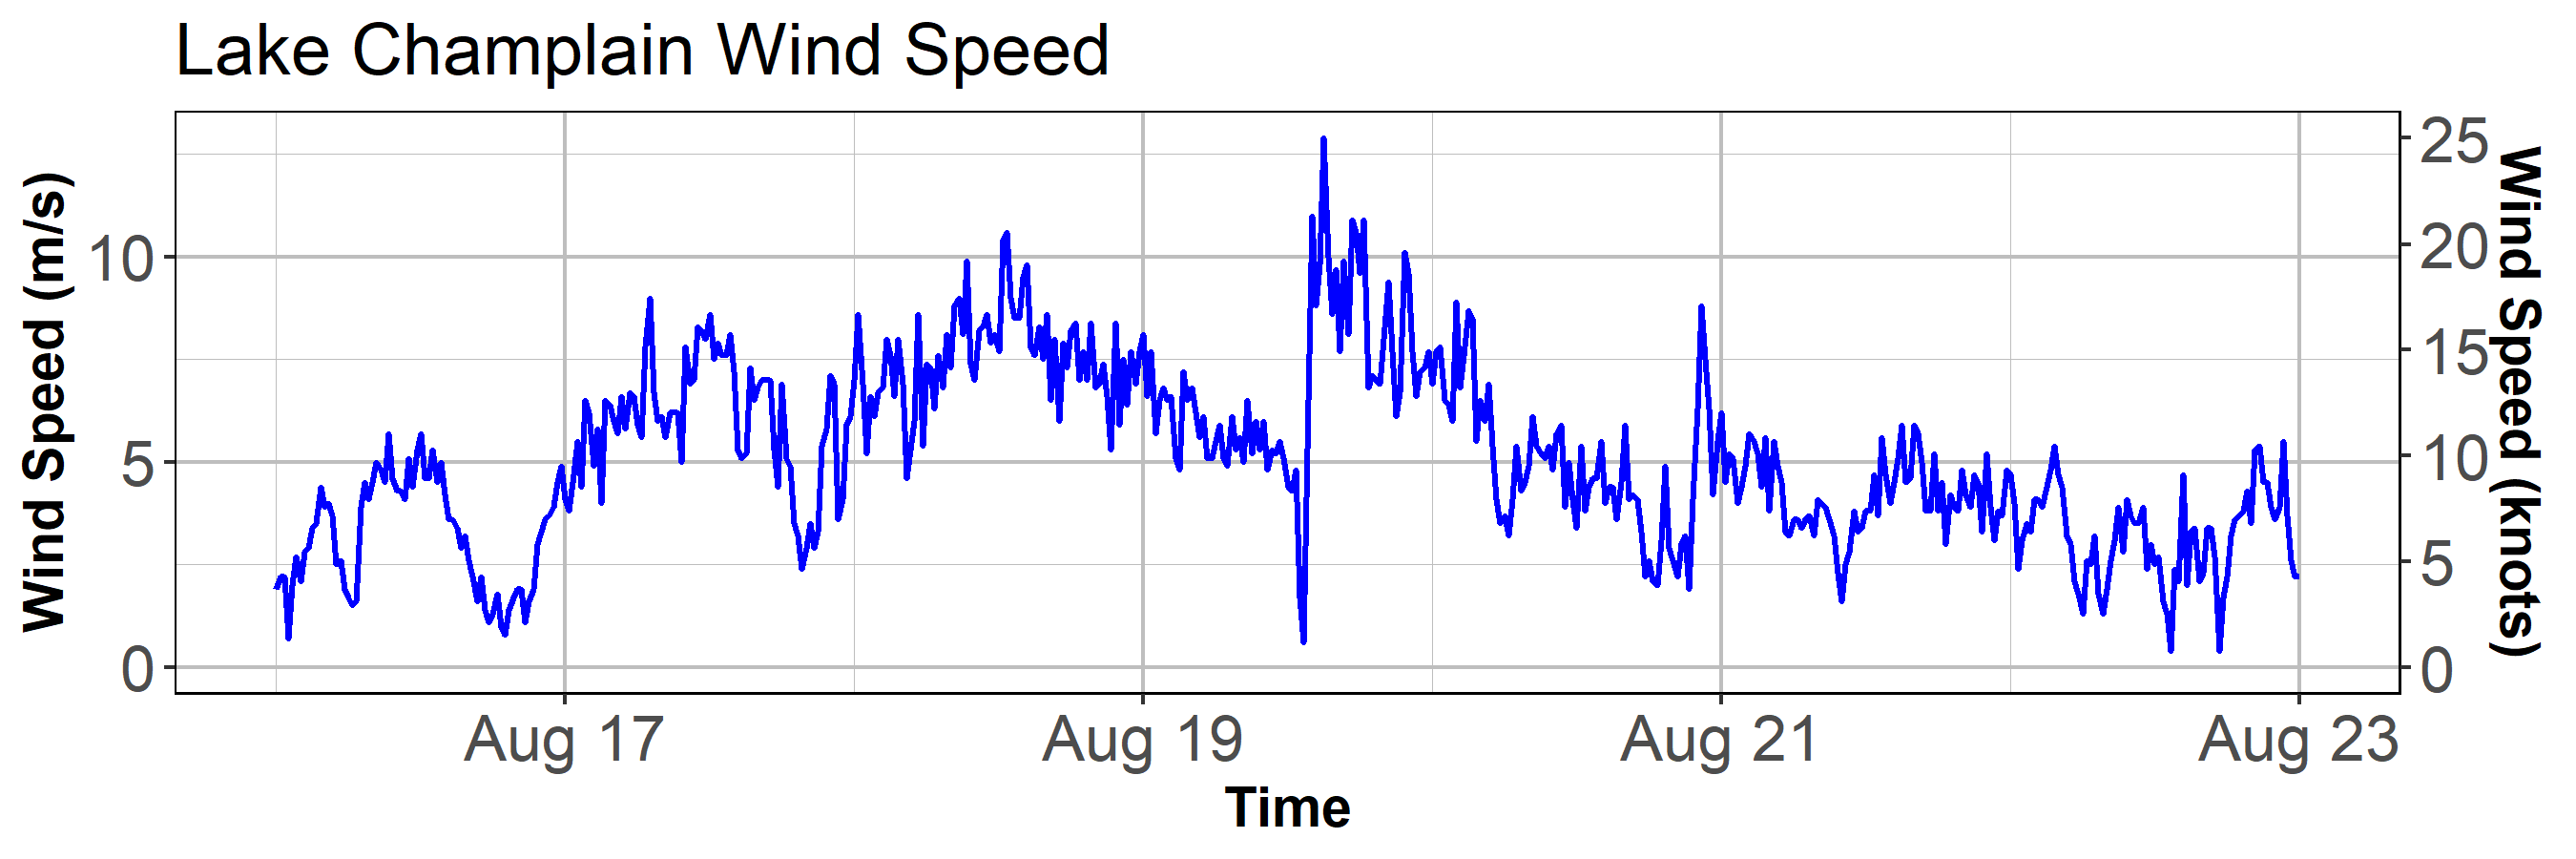 Lake Champlain Wind Speed
Wind Speed (m/s)
10
5
0
25
20
15
10
5
0
Wind Speed (knots)
Aug 17
Aug 19
Aug 21
Aug 23
Time